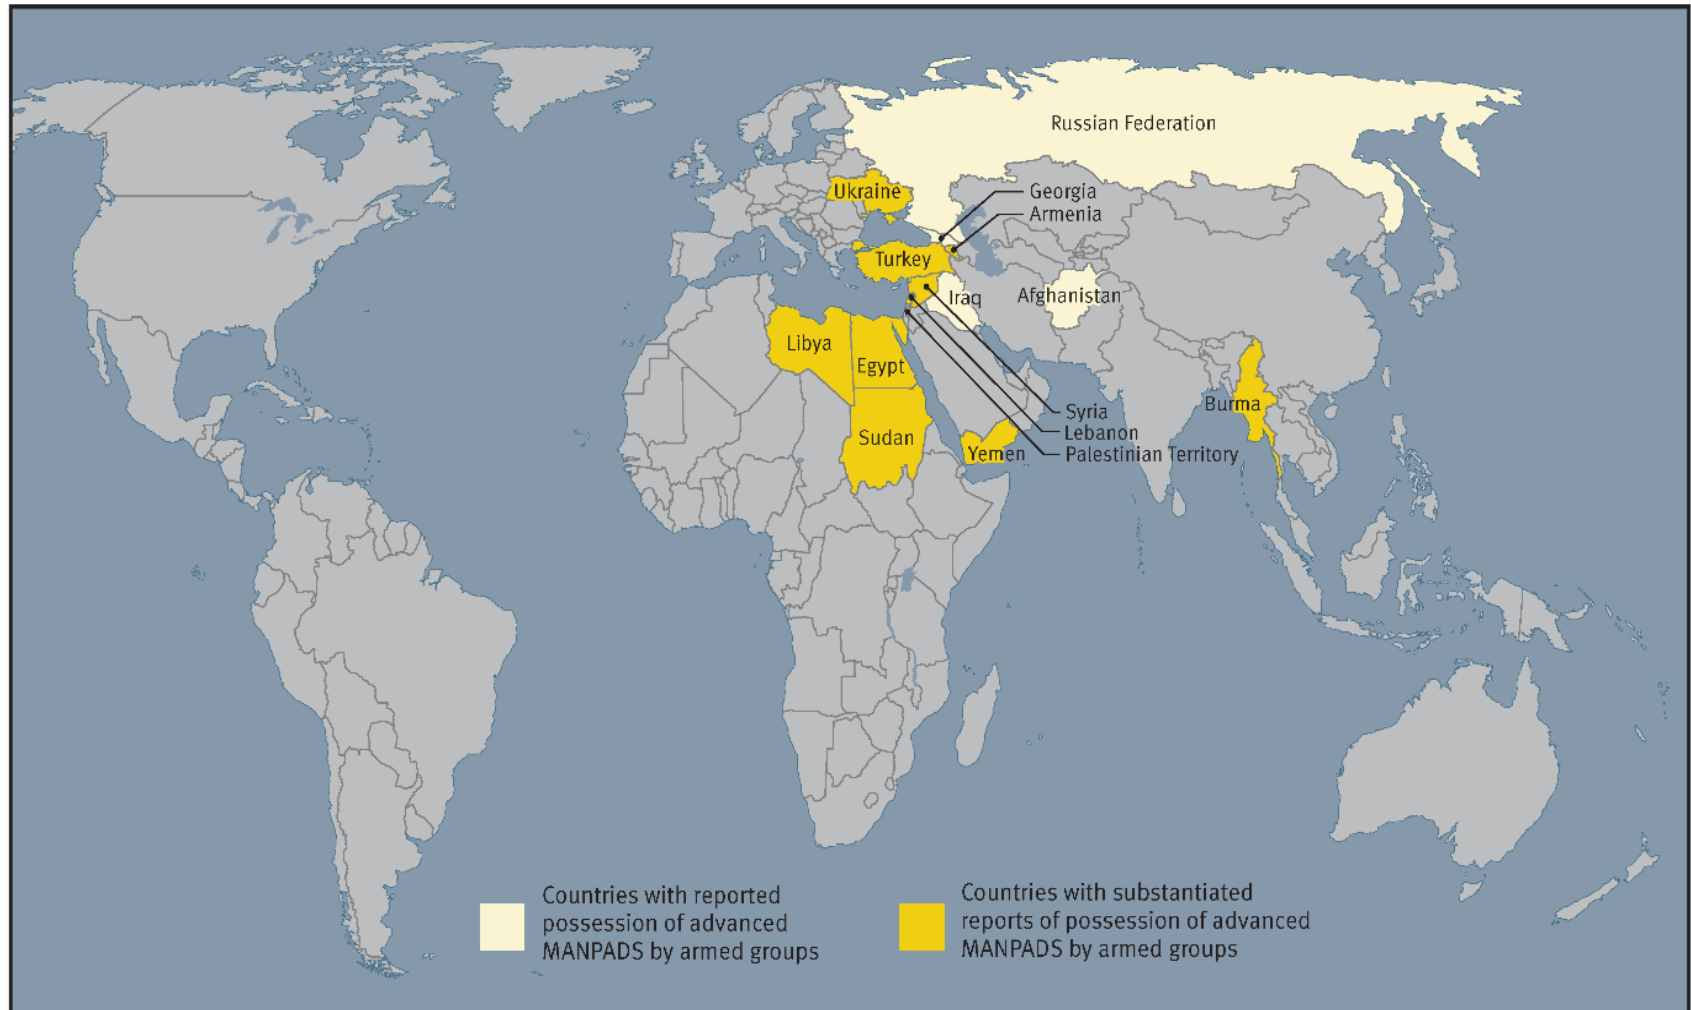 Russian Federation
Ukraine
Georgia
Armenia
Turkey
Iraq
Afghanistan
Libya
Egypt
Syria
Burma
Lebanon
Sudan
Yemen
Palestinian Territory
Countries with reported
possession of advanced
MANPADS by armed groups
Countries with substantiated
reports of possession of advanced
MANPADS by armed groups